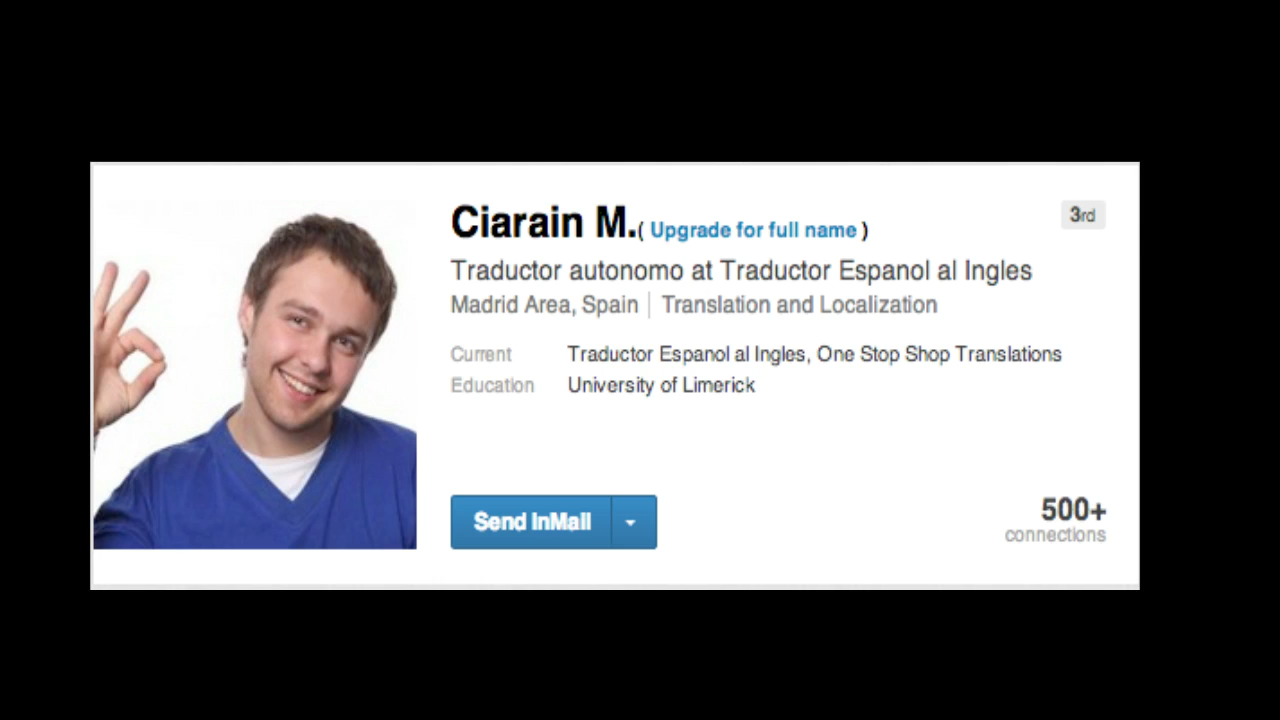 Ciarain M.( Upgrade for full name )
3rd
Traductor autonomo at Traductor Espanol al Ingles
Madrid Area, Spain | Translation and Localization
Current Traductor Espanol al Ingles, One Stop Shop Translations
Education University of Limerick
Send InMail
500+
connections